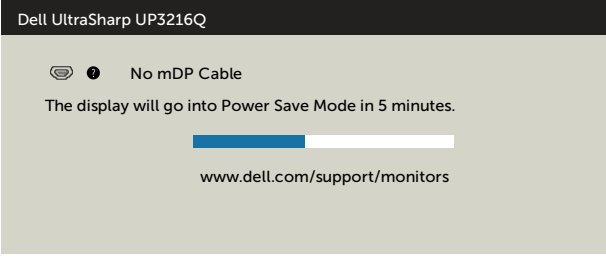 Dell UltraSharp UP3216Q
? No mDP Cable
The display will go into Power Save Mode in 5 minutes.
www.dell.com/support/monitors